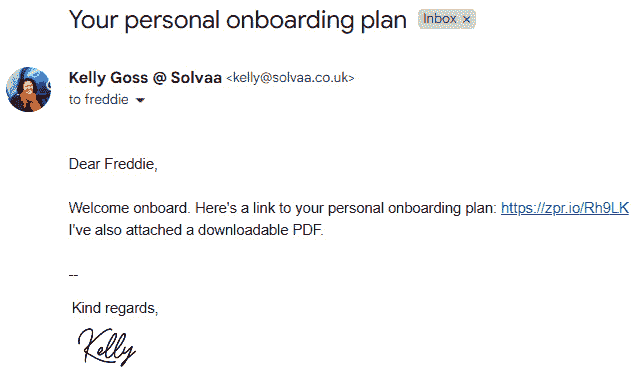 Your personal onboarding plan Inbox ×
Kelly Goss @ Solvaa <kelly@solvaa.co.uk>
to freddie
Dear Freddie,
Welcome onboard. Here's a link to your personal onboarding plan: https://zpr.io/Rh9LK
I've also attached a downloadable PDF.
--
Kind regards,
Kelly